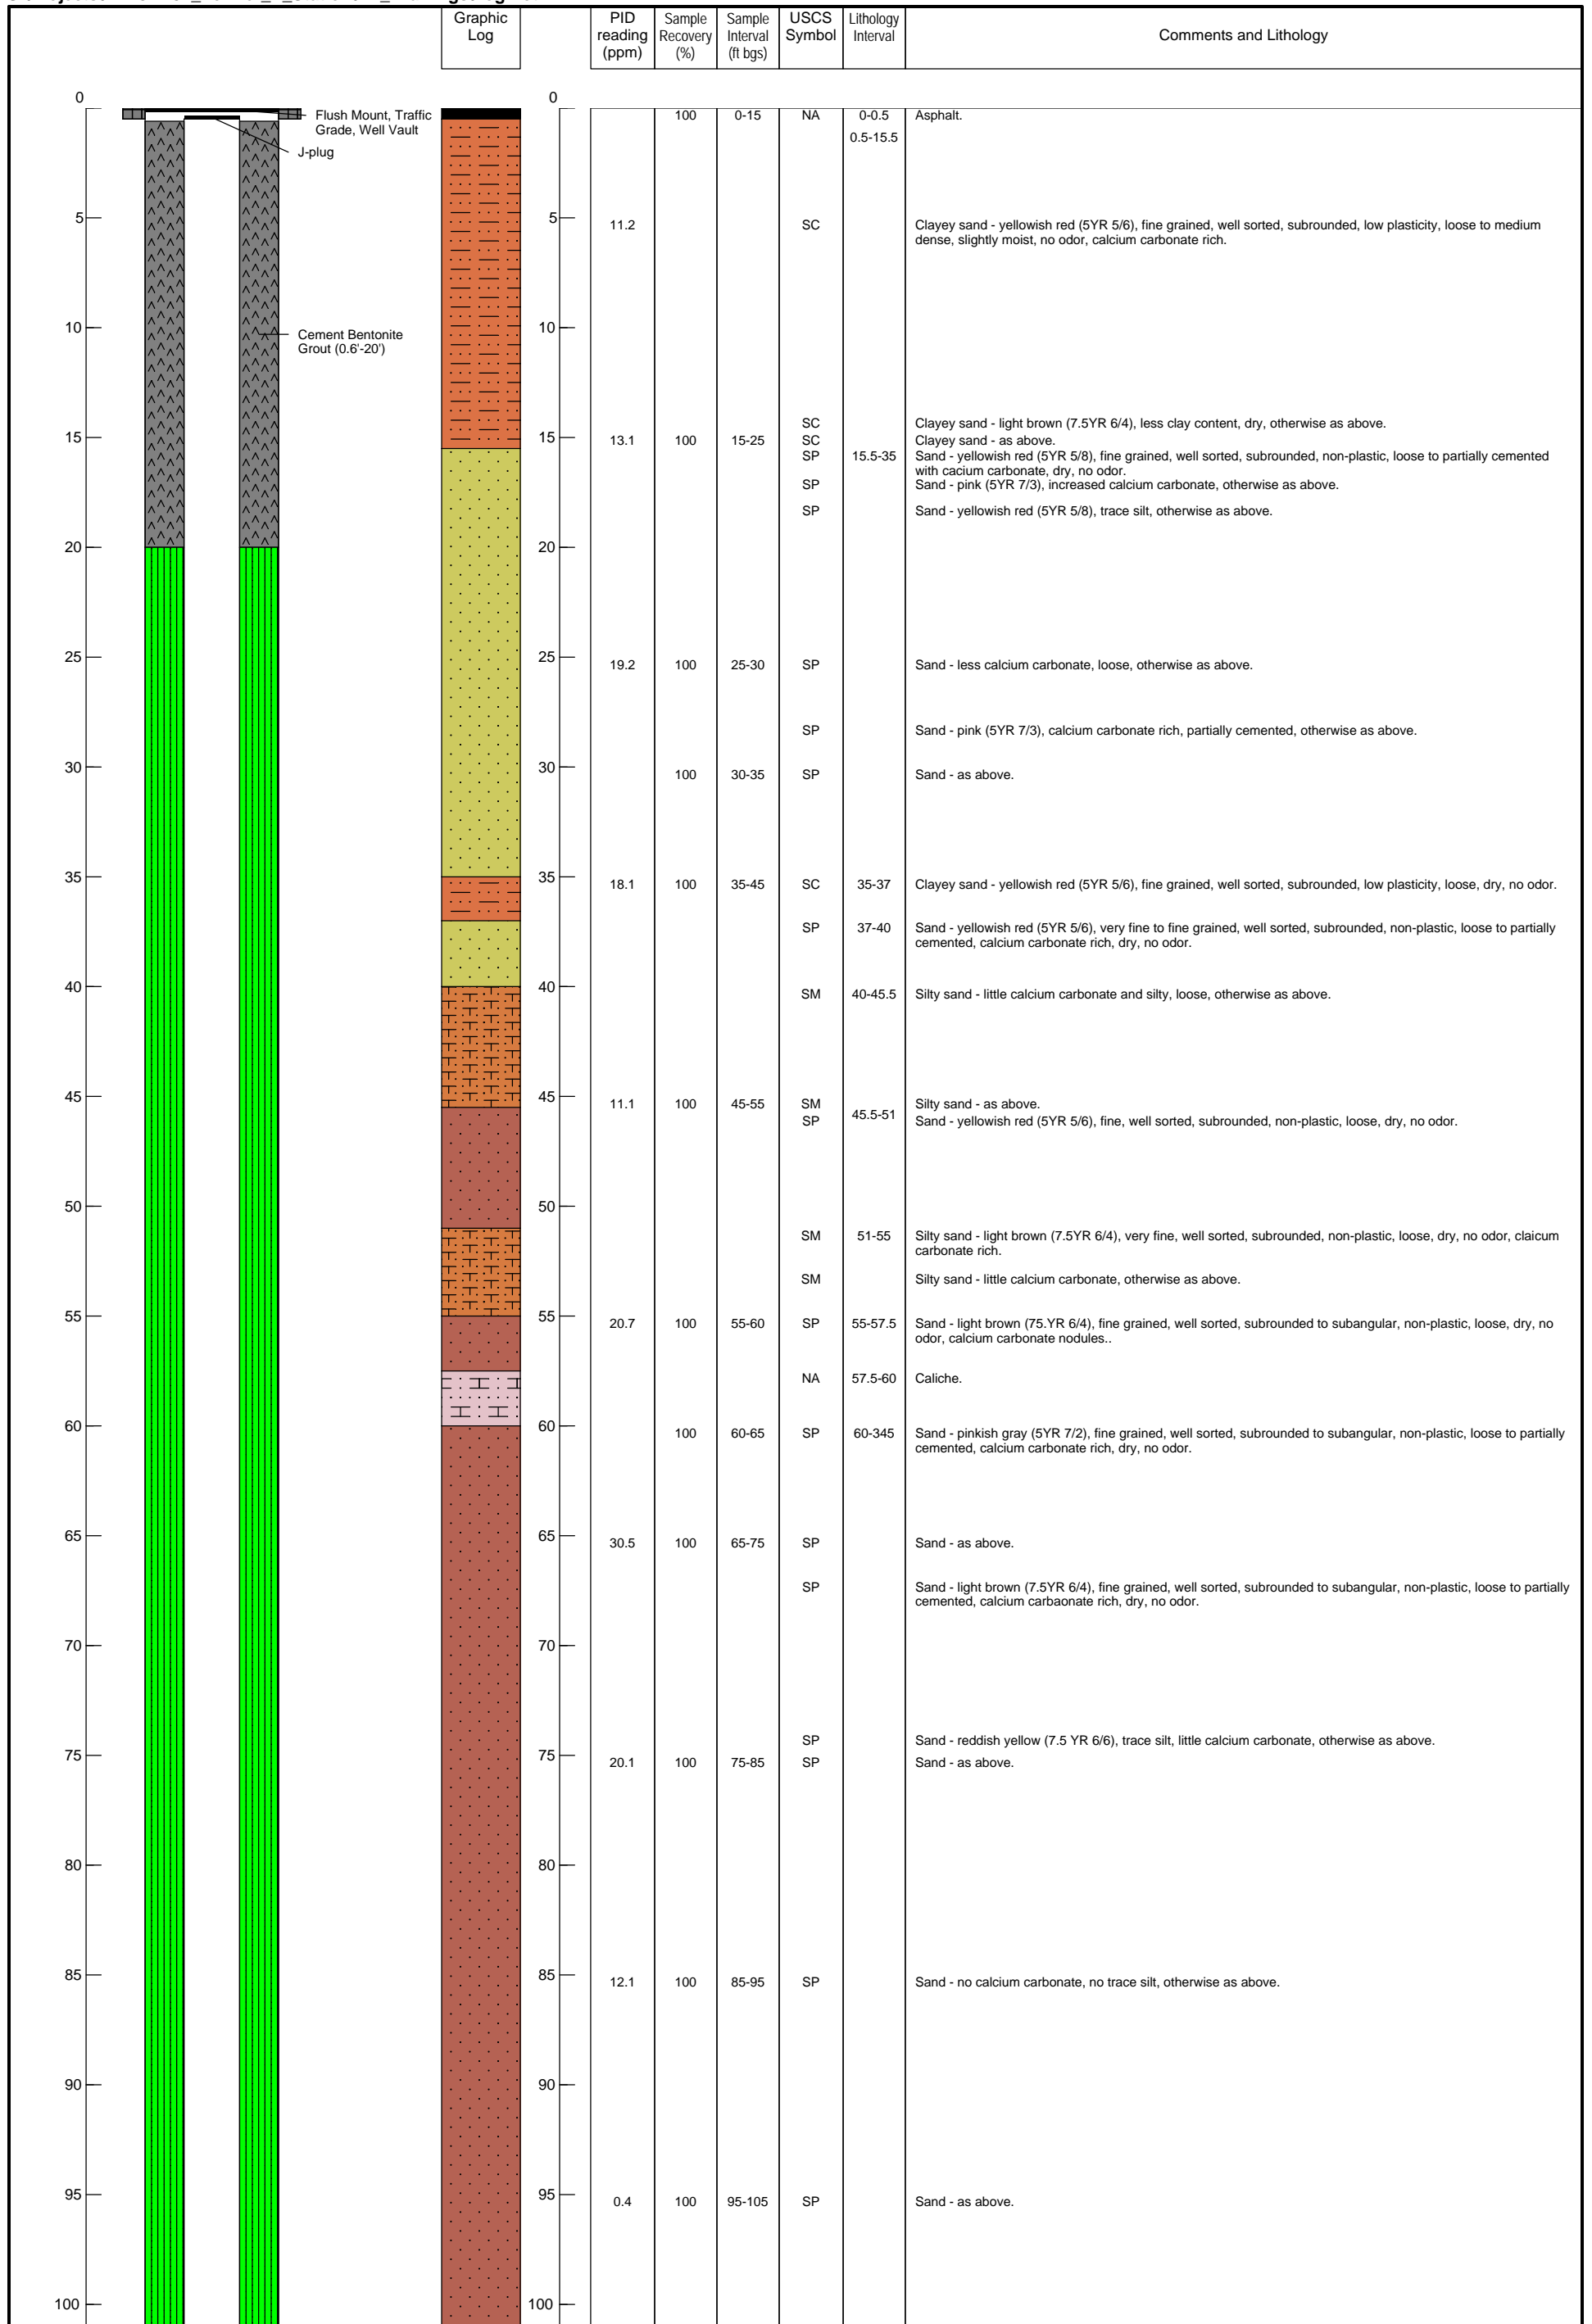 Graphic
Log
PID
reading
(ppm)
Sample
Recovery
(%)
Sample
Interval
(ft bgs)
USCS
Symbol
Lithology
Interval
Comments and Lithology
0
0
Flush Mount, Traffic
Grade, Well Vault
J-plug
100 0-15 NA 0-0.5 Asphalt.
0.5-15.5
5 5 11.2 SC Clayey sand - yellowish red (5YR 5/6), fine grained, well sorted, subrounded, low plasticity, loose to medium
dense, slightly moist, no odor, calcium carbonate rich.
10 10
Cement Bentonite
Grout (0.6'-20')
SC Clayey sand - light brown (7.5YR 6/4), less clay content, dry, otherwise as above.
15 15 13.1 100 15-25 SC Clayey sand - as above.
SP 15.5-35 Sand - yellowish red (5YR 5/8), fine grained, well sorted, subrounded, non-plastic, loose to partially cemented
with cacium carbonate, dry, no odor.
SP Sand - pink (5YR 7/3), increased calcium carbonate, otherwise as above.
SP Sand - yellowish red (5YR 5/8), trace silt, otherwise as above.
20 20
25 25 19.2 100 25-30 SP Sand - less calcium carbonate, loose, otherwise as above.
SP Sand - pink (5YR 7/3), calcium carbonate rich, partially cemented, otherwise as above.
30 30 100 30-35 SP Sand - as above.
35 35 18.1 100 35-45 SC 35-37 Clayey sand - yellowish red (5YR 5/6), fine grained, well sorted, subrounded, low plasticity, loose, dry, no odor.
SP 37-40 Sand - yellowish red (5YR 5/6), very fine to fine grained, well sorted, subrounded, non-plastic, loose to partially
cemented, calcium carbonate rich, dry, no odor.
40 40 SM 40-45.5 Silty sand - little calcium carbonate and silty, loose, otherwise as above.
45 45 11.1 100 45-55 SM Silty sand - as above.
SP 45.5-51 Sand - yellowish red (5YR 5/6), fine, well sorted, subrounded, non-plastic, loose, dry, no odor.
50 50
SM 51-55 Silty sand - light brown (7.5YR 6/4), very fine, well sorted, subrounded, non-plastic, loose, dry, no odor, claicum
carbonate rich.
SM Silty sand - little calcium carbonate, otherwise as above.
55 55 20.7 100 55-60 SP 55-57.5 Sand - light brown (75.YR 6/4), fine grained, well sorted, subrounded to subangular, non-plastic, loose, dry, no
odor, calcium carbonate nodules..
NA 57.5-60 Caliche.
60 60 100 60-65 SP 60-345 Sand - pinkish gray (5YR 7/2), fine grained, well sorted, subrounded to subangular, non-plastic, loose to partially
cemented, calcium carbonate rich, dry, no odor.
65 65 30.5 100 65-75 SP Sand - as above.
SP Sand - light brown (7.5YR 6/4), fine grained, well sorted, subrounded to subangular, non-plastic, loose to partially
cemented, calcium carbaonate rich, dry, no odor.
70 70
SP Sand - reddish yellow (7.5 YR 6/6), trace silt, little calcium carbonate, otherwise as above.
75 75 20.1 100 75-85 SP Sand - as above.
80 80
85 85 12.1 100 85-95 SP Sand - no calcium carbonate, no trace silt, otherwise as above.
90 90
95 95 0.4 100 95-105 SP Sand - as above.
100 100